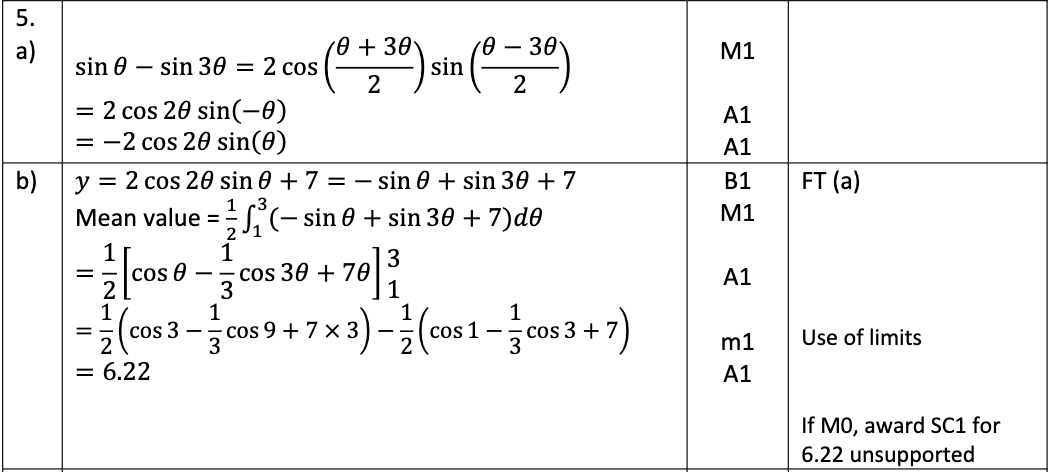 5.
a)
sin θ − sin 3θ = 2 cos ((θ + 3θ)/2) sin ((θ − 3θ)/2) M1
= 2 cos 2θ sin(−θ) A1
= −2 cos 2θ sin(θ) A1
b) y = 2 cos 2θ sin θ + 7 = − sin θ + sin 3θ + 7 B1 FT (a)
Mean value = 1/2 ∫₁³(− sin θ + sin 3θ + 7)dθ M1
= 1/2 [cos θ − 1/3 cos 3θ + 7θ]₁³ A1
= 1/2 (cos 3 − 1/3 cos 9 + 7 × 3) − 1/2 (cos 1 − 1/3 cos 3 + 7) m1 Use of limits
= 6.22 A1
If M0, award SC1 for
6.22 unsupported